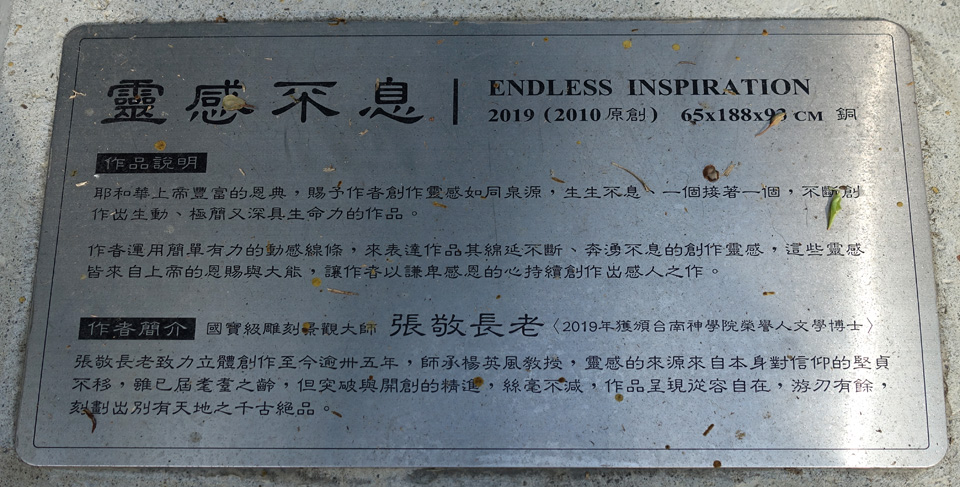 靈感不息 | ENDLESS INSPIRATION
2019 (2010原創) 65x188x93 CM 銅
作品說明
耶和華上帝豐富的恩典,賜予作者創作靈感如同泉源,生生不息、一個接著一個,不斷創
作出生動、極簡又深具生命力的作品。
作者運用簡單有力的動感線條,來表達作品其綿延不斷、奔湧不息的創作靈感,這些靈感
皆來自上帝的恩賜與大能,讓作者以謙卑感恩的心持續創作出感人之作。
作者簡介 國寶級雕刻景觀大師 張敬長老〈2019年獲頒台南神學院榮譽人文學博士〉
張敬長老致力立體創作至今逾卅五年,師承楊英風教授,靈感的來源來自本身對信仰的堅貞
不移,雖已屆耄耋之齡,但突破與開創的精進,絲毫不減,作品呈現從容自在,游刃有餘,
刻劃出別有天地之千古絕品。